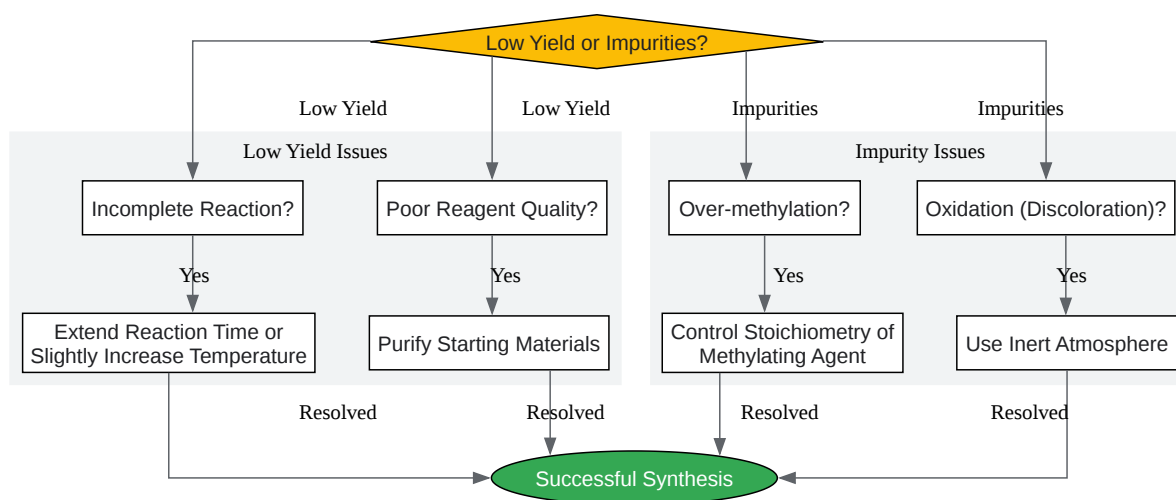 Low Yield or Impurities?
Low Yield
Low Yield
Impurities
Impurities
Low Yield Issues
Impurity Issues
Incomplete Reaction?
Poor Reagent Quality?
Over-methylation?
Oxidation (Discoloration)?
Yes
Yes
Yes
Yes
Extend Reaction Time or
Slightly Increase Temperature
Purify Starting Materials
Control Stoichiometry of
Methylating Agent
Use Inert Atmosphere
Resolved
Resolved
Resolved
Resolved
Successful Synthesis